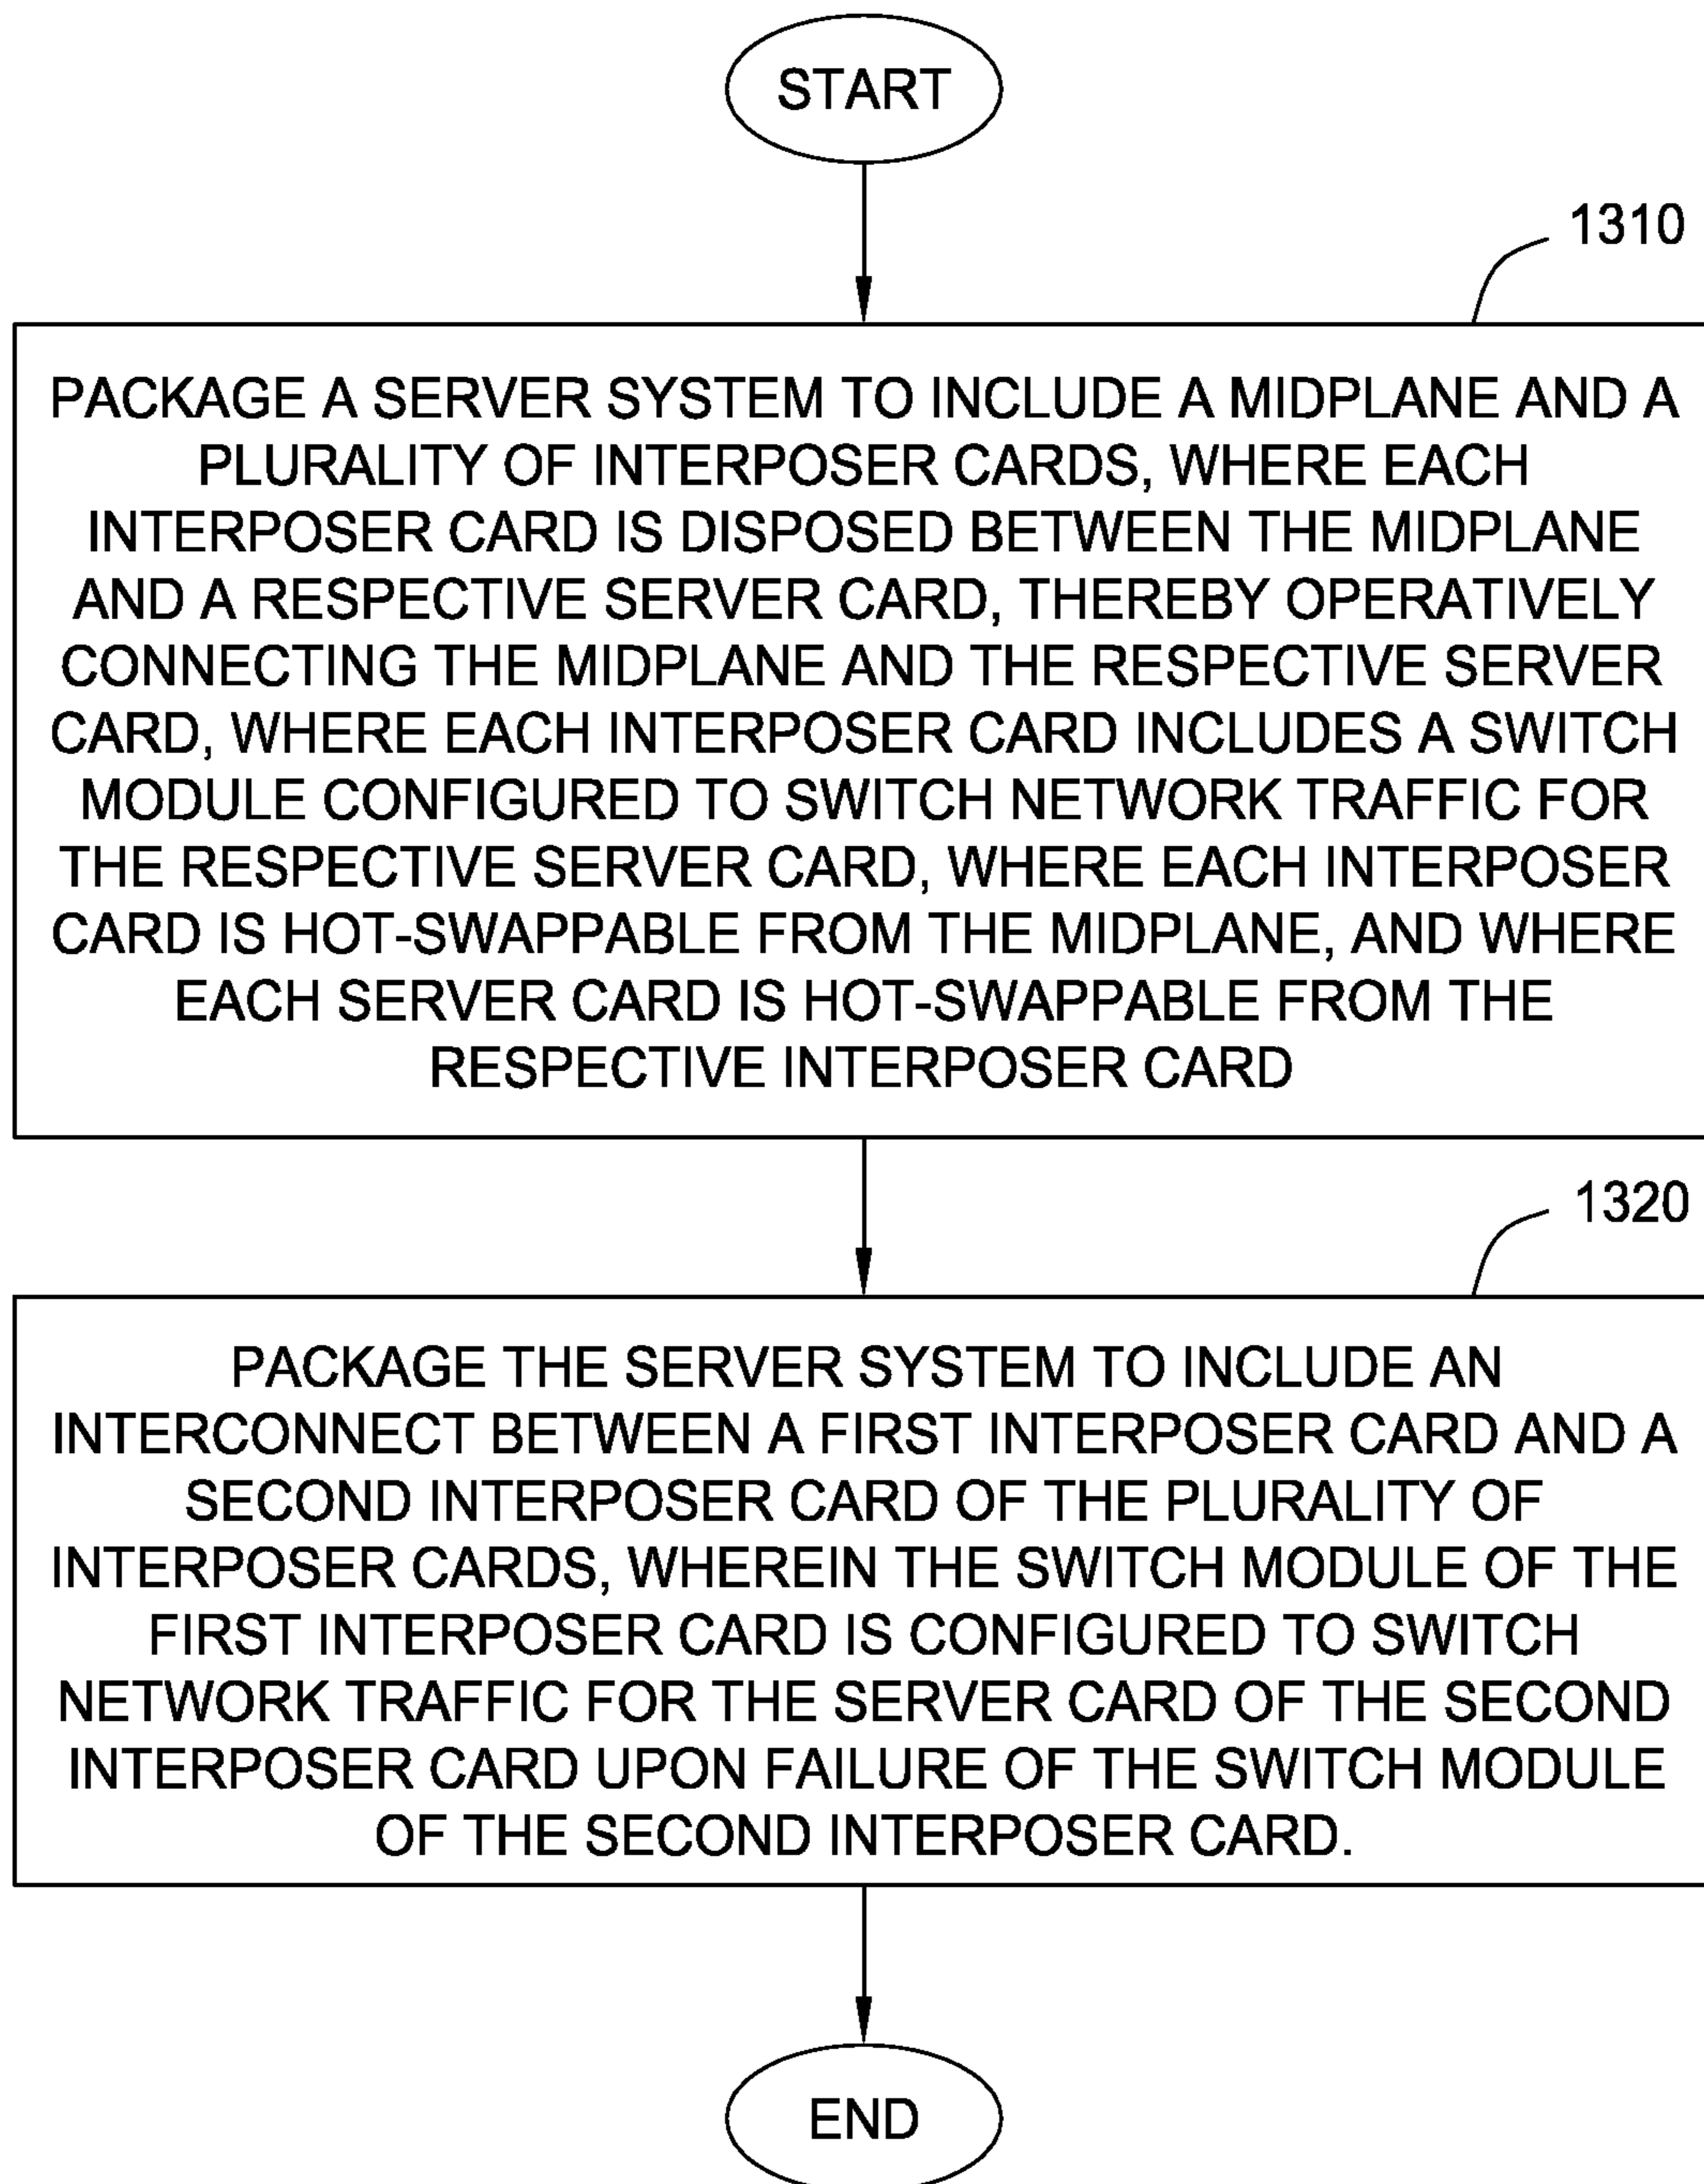 START
1310
PACKAGE A SERVER SYSTEM TO INCLUDE A MIDPLANE AND A
PLURALITY OF INTERPOSER CARDS, WHERE EACH
INTERPOSER CARD IS DISPOSED BETWEEN THE MIDPLANE
AND A RESPECTIVE SERVER CARD, THEREBY OPERATIVELY
CONNECTING THE MIDPLANE AND THE RESPECTIVE SERVER
CARD, WHERE EACH INTERPOSER CARD INCLUDES A SWITCH
MODULE CONFIGURED TO SWITCH NETWORK TRAFFIC FOR
THE RESPECTIVE SERVER CARD, WHERE EACH INTERPOSER
CARD IS HOT-SWAPPABLE FROM THE MIDPLANE, AND WHERE
EACH SERVER CARD IS HOT-SWAPPABLE FROM THE
RESPECTIVE INTERPOSER CARD
1320
PACKAGE THE SERVER SYSTEM TO INCLUDE AN
INTERCONNECT BETWEEN A FIRST INTERPOSER CARD AND A
SECOND INTERPOSER CARD OF THE PLURALITY OF
INTERPOSER CARDS, WHEREIN THE SWITCH MODULE OF THE
FIRST INTERPOSER CARD IS CONFIGURED TO SWITCH
NETWORK TRAFFIC FOR THE SERVER CARD OF THE SECOND
INTERPOSER CARD UPON FAILURE OF THE SWITCH MODULE
OF THE SECOND INTERPOSER CARD.
END